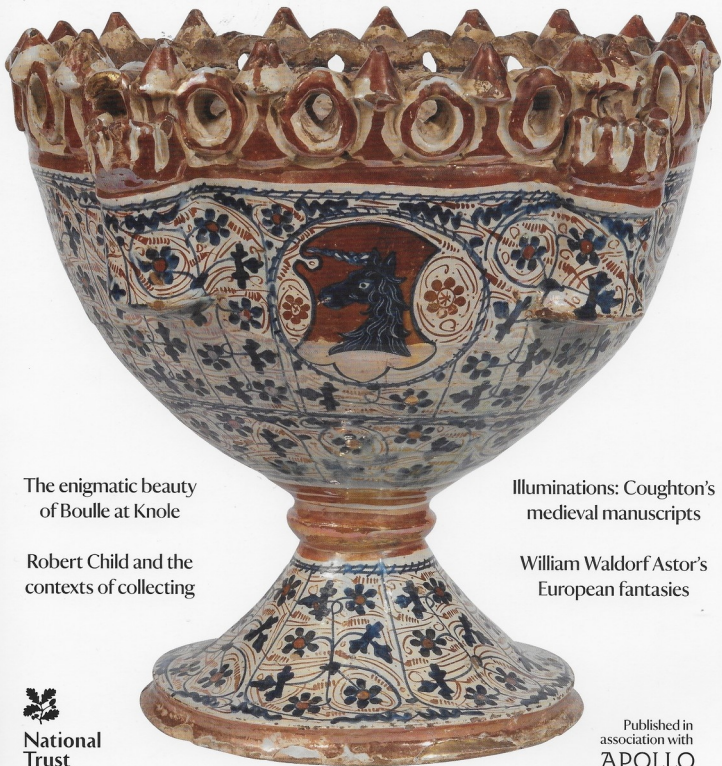 The enigmatic beauty
of Boulle at Knole
Robert Child and the
contexts of collecting
Illuminations: Coughton's
medieval manuscripts
William Waldorf Astor's
European fantasies
National
Trust
Published in
association with
APOLLO